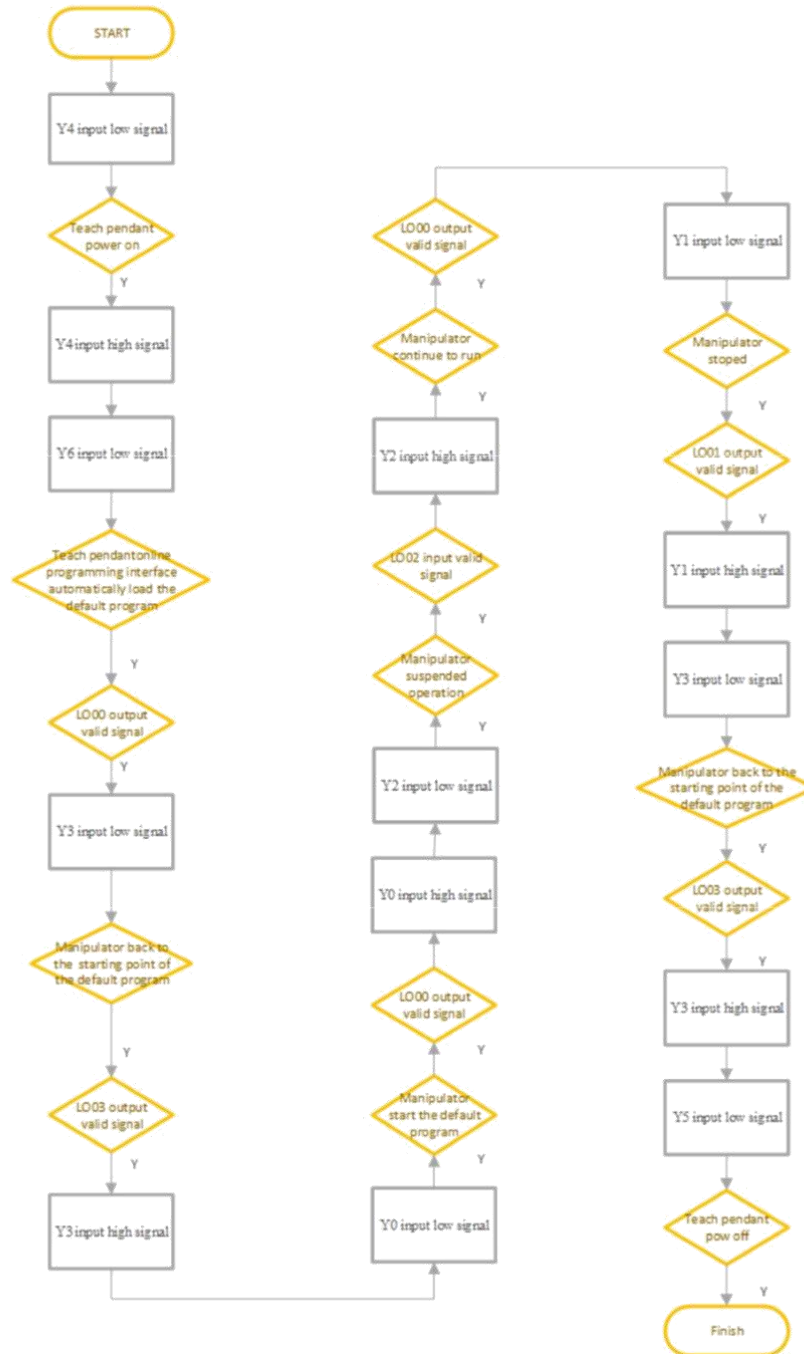 START
Y4 input low signal
Teach pendant
power on
Y
Y4 input high signal
Y6 input low signal
Teach pendantonline
programming interface
automatically load the
default program
Y
LO00 output
valid signal
Y
Y3 input low signal
Manipulator back to
the starting point of
the default program
Y
LO03 output
valid signal
Y
Y3 input high signal
Y0 input low signal
Y
Manipulator
start the default
program
Y
LO00 output
valid signal
Y
Y0 input high signal
Y2 input low signal
Y
Manipulator
suspended
operation
Y
LO02 input valid
signal
Y2 input high signal
Y
Manipulator
continue to run
Y
LO00 output
valid signal
Y1 input low signal
Manipulator
stoped
Y
LO01 output
valid signal
Y
Y1 input high signal
Y3 input low signal
Manipulator back to the
starting point of the
default program
Y
LO03 output
valid signal
Y
Y3 input high signal
Y5 input low signal
Teach pendant
pow off
Y
Finish